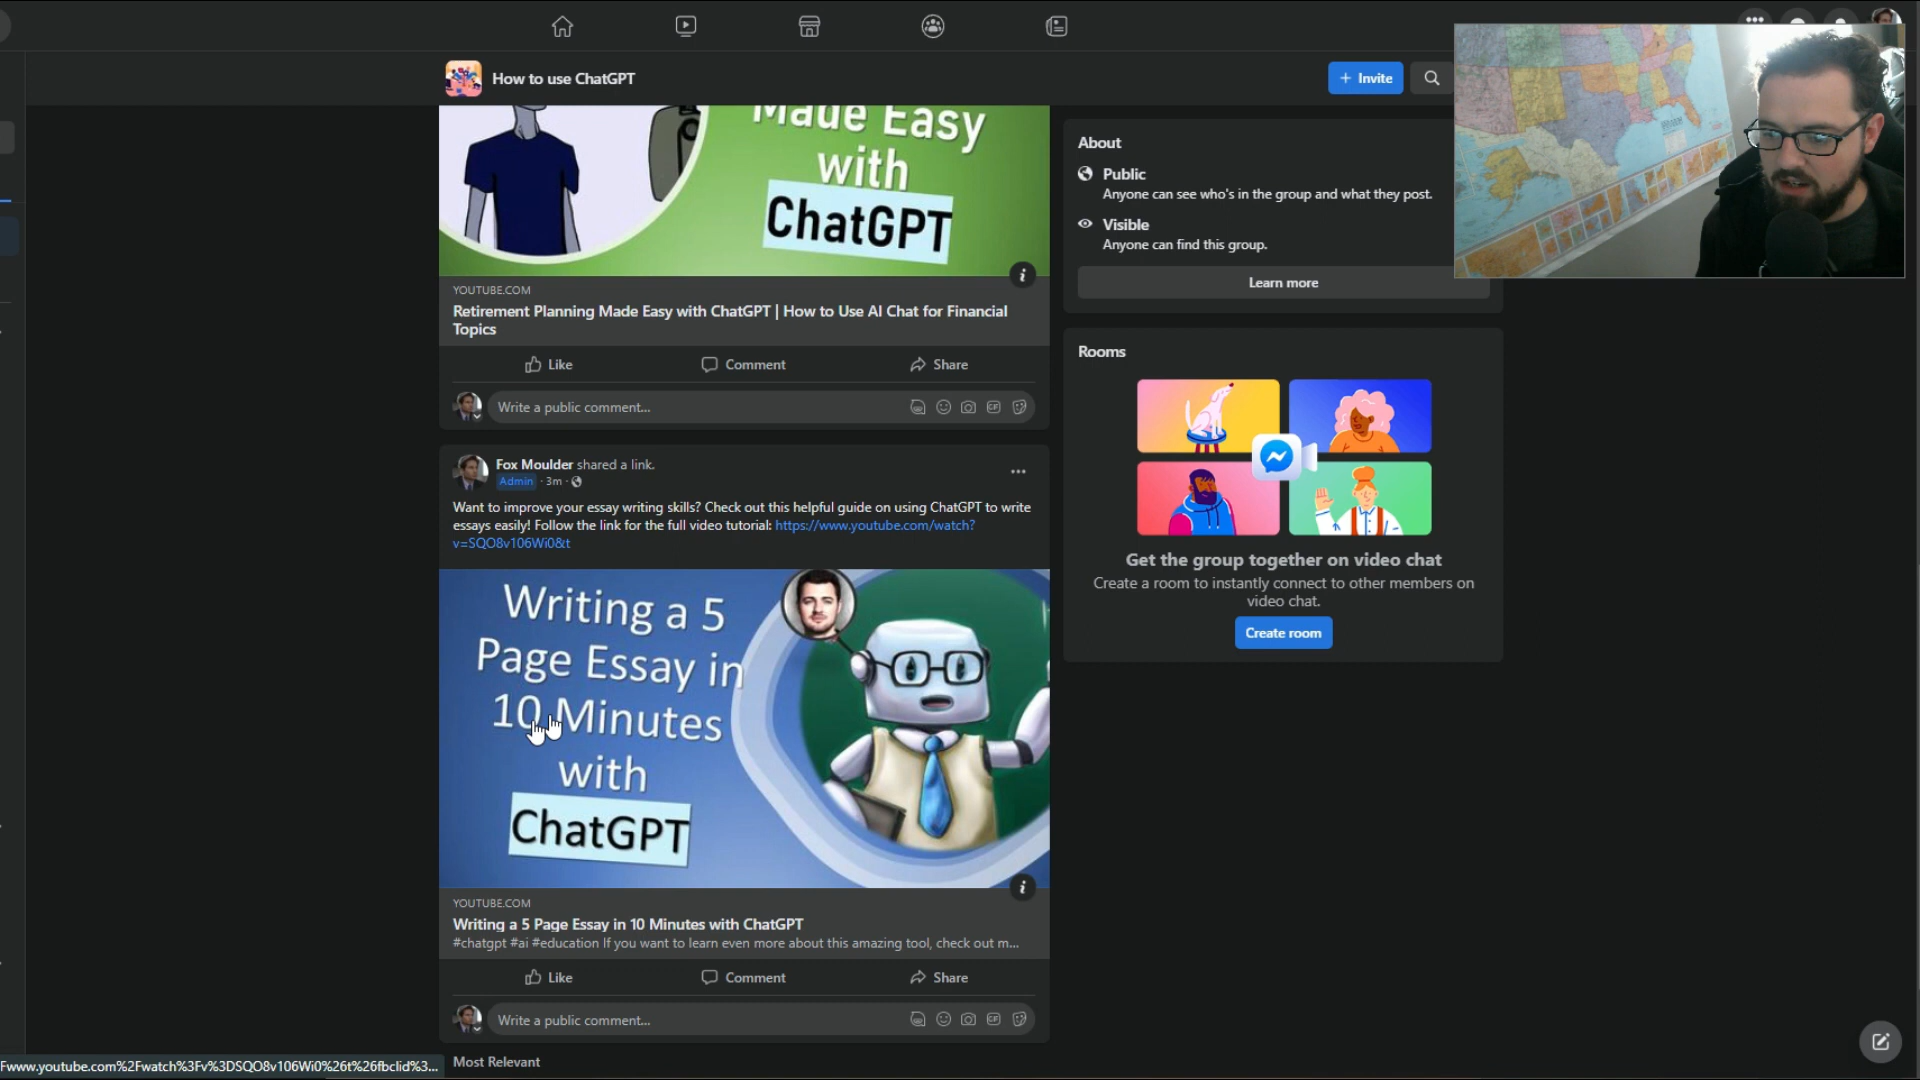 How to use ChatGPT
+ Invite
Made Easy
with
ChatGPT
YOUTUBE.COM
Retirement Planning Made Easy with ChatGPT | How to Use AI Chat for Financial
Topics
Like
Comment
Share
Write a public comment...
Fox Moulder shared a link.
Admin · 3m ·
Want to improve your essay writing skills? Check out this helpful guide on using ChatGPT to write
essays easily! Follow the link for the full video tutorial: https://www.youtube.com/watch?
v=SQO8v106Wi0&t
Writing a 5
Page Essay in
10 Minutes
with
ChatGPT
YOUTUBE.COM
Writing a 5 Page Essay in 10 Minutes with ChatGPT
#chatgpt #ai #education If you want to learn even more about this amazing tool, check out m...
Like
Comment
Share
Write a public comment...
Most Relevant
Fwww.youtube.com%2Fwatch%3Fv%3DSQO8v106Wi0%26t%26fbclid%3...
About
Public
Anyone can see who's in the group and what they post.
Visible
Anyone can find this group.
Learn more
Rooms
Get the group together on video chat
Create a room to instantly connect to other members on
video chat.
Create room